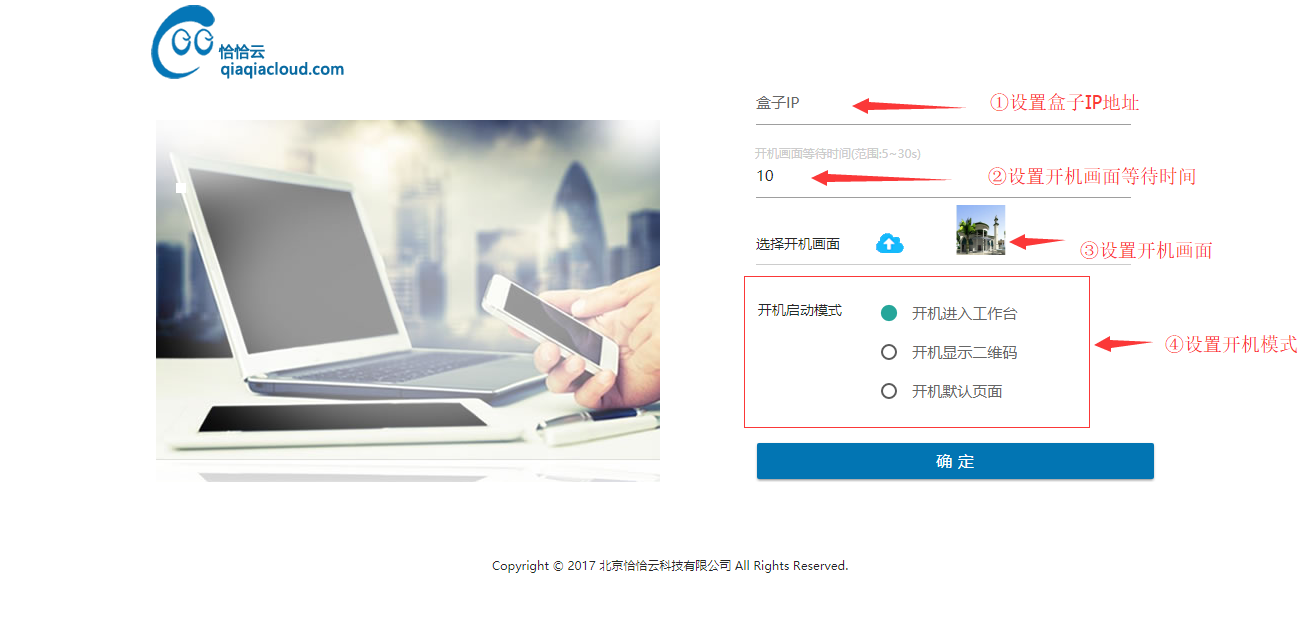 恰恰云
qiaqiacloud.com
盒子IP
①设置盒子IP地址
开机画面等待时间(范围:5~30s)
10
②设置开机画面等待时间
选择开机画面
③设置开机画面
开机启动模式
开机进入工作台
开机显示二维码
④设置开机模式
开机默认页面
确 定
Copyright © 2017 北京恰恰云科技有限公司 All Rights Reserved.